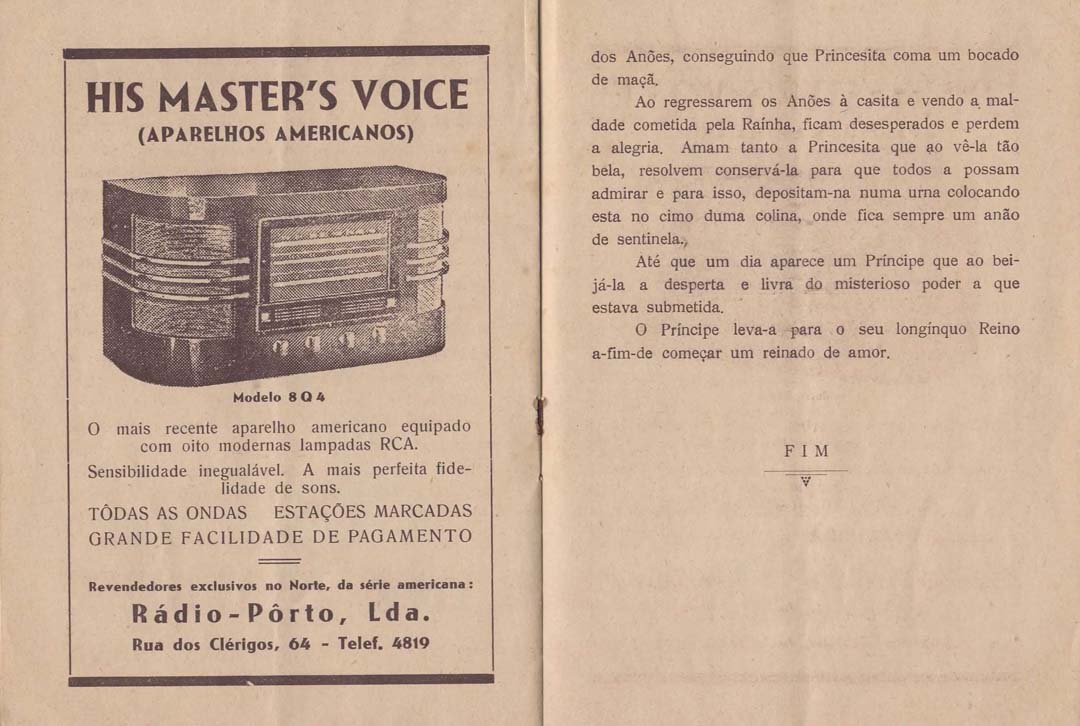 HIS MASTER'S VOICE
(APARELHOS AMERICANOS)
Modelo 8Q4
O mais recente aparelho americano equipado
com oito modernas lampadas RCA.
Sensibilidade inegualável. A mais perfeita fide-
lidade de sons.
TÔDAS AS ONDAS ESTAÇÕES MARCADAS
GRANDE FACILIDADE DE PAGAMENTO
Revendedores exclusivos no Norte, da série americana:
Rádio-Pôrto, Lda.
Rua dos Clérigos, 64 - Telef. 4819
dos Anões, conseguindo que Princesita coma um bocado
de maçã.
Ao regressarem os Anões à casita e vendo a mal-
dade cometida pela Raínha, ficam desesperados e perdem
a alegria. Amam tanto a Princesita que ao vê-la tão
bela, resolvem conservá-la para que todos a possam
admirar e para isso, depositam-na numa urna colocando
esta no cimo duma colina, onde fica sempre um anão
de sentinela.
Até que um dia aparece um Príncipe que ao bei-
já-la a desperta e livra do misterioso poder a que
estava submetida.
O Príncipe leva-a para o seu longínquo Reino
a-fim-de começar um reinado de amor.
FIM